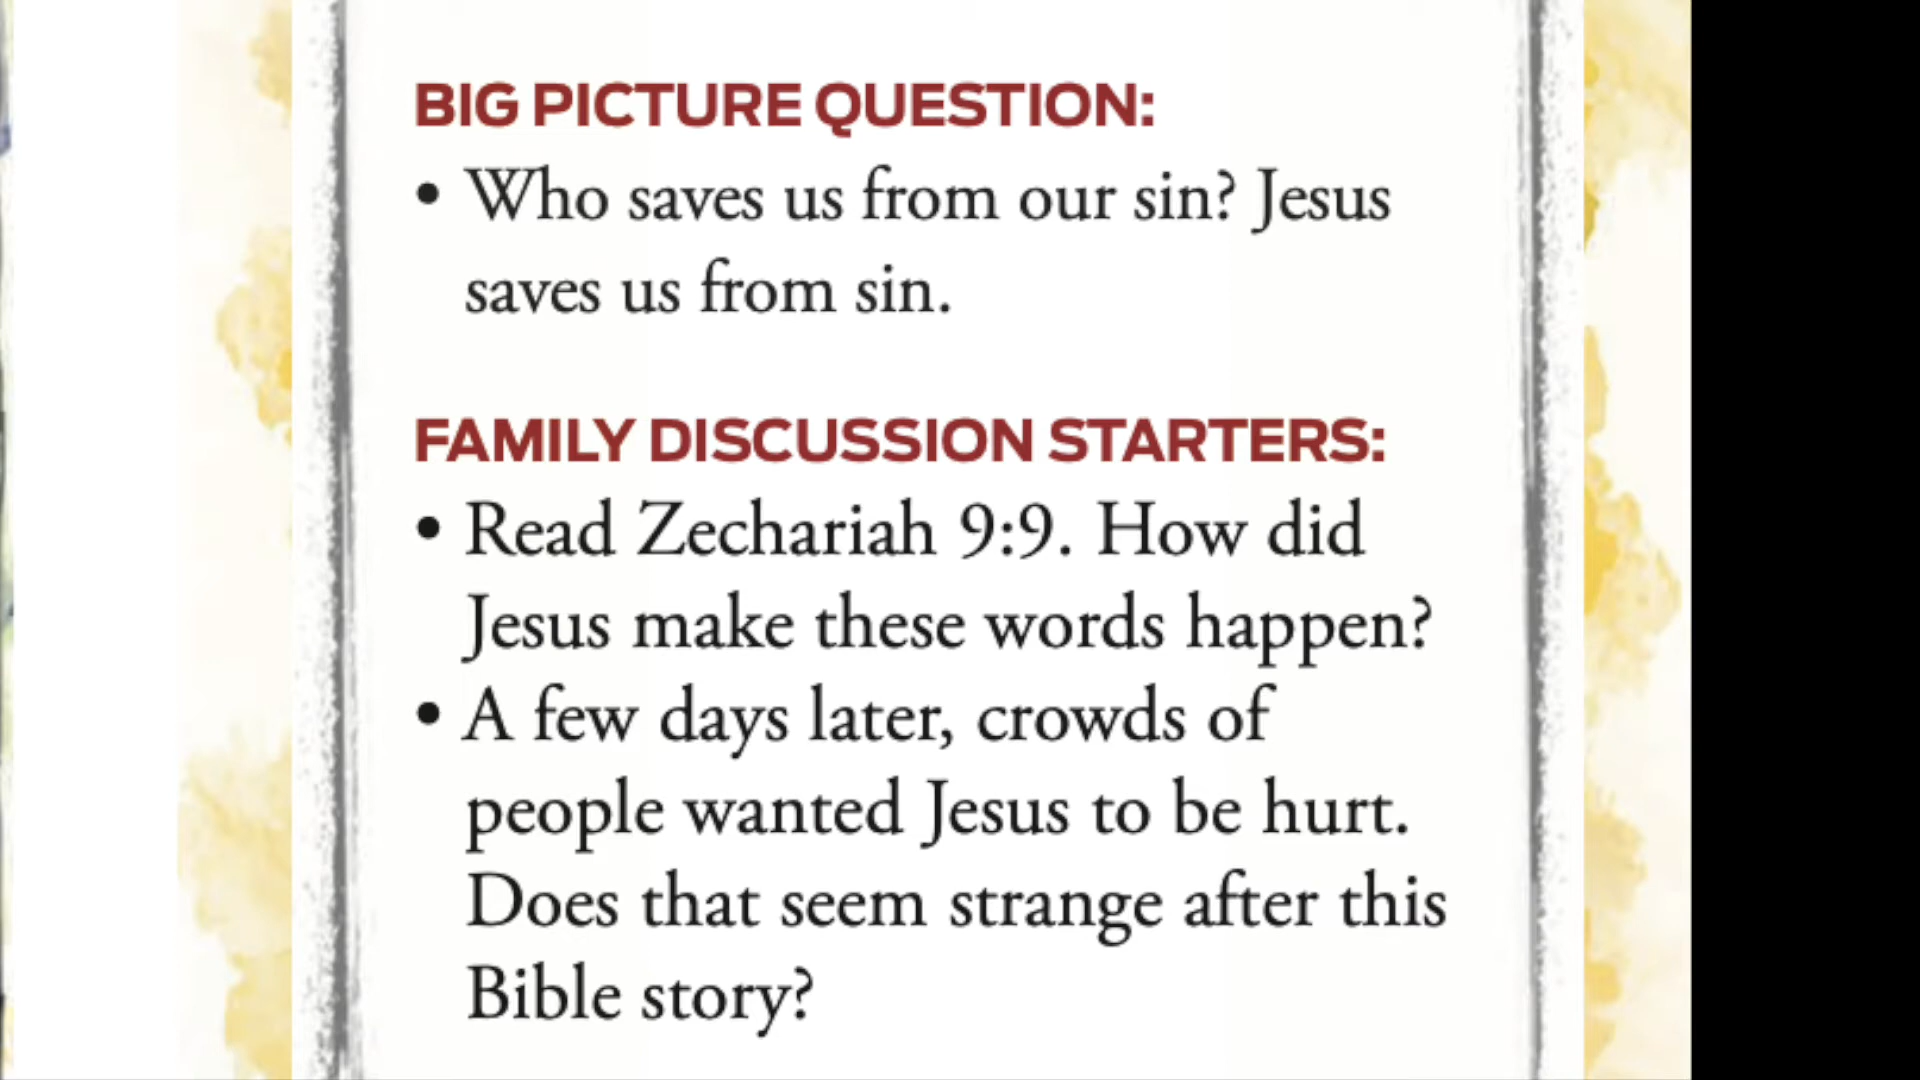 BIG PICTURE QUESTION:
• Who saves us from our sin? Jesus
saves us from sin.
FAMILY DISCUSSION STARTERS:
• Read Zechariah 9:9. How did
Jesus make these words happen?
• A few days later, crowds of
people wanted Jesus to be hurt.
Does that seem strange after this
Bible story?